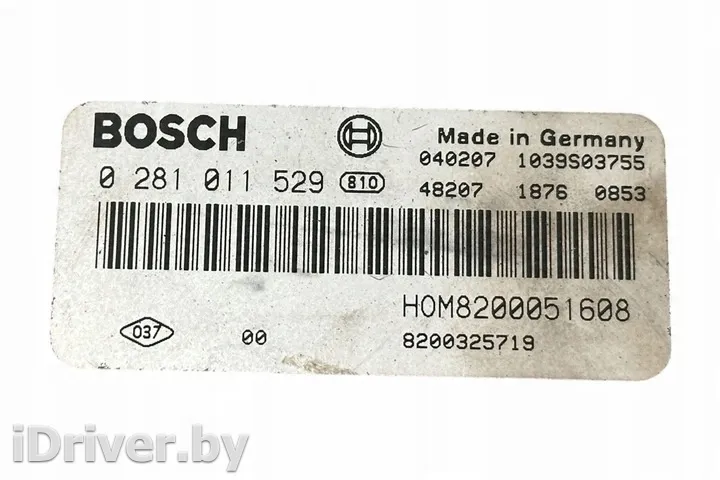 BOSCH
Made in Germany
040207 1039S03755
0 281 011 529 810
48207 1876 0853
HOM8200051608
037 00 8200325719
iDriver.by